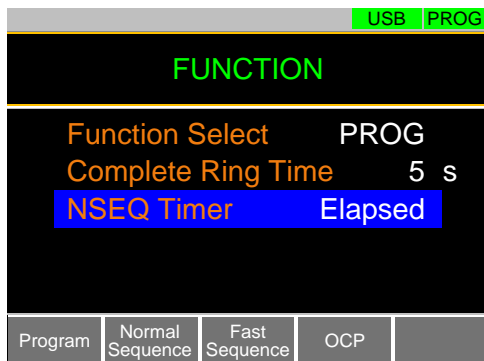 USB PROG
FUNCTION
Function Select PROG
Complete Ring Time 5 s
NSEQ Timer Elapsed
Program Normal Sequence Fast Sequence OCP